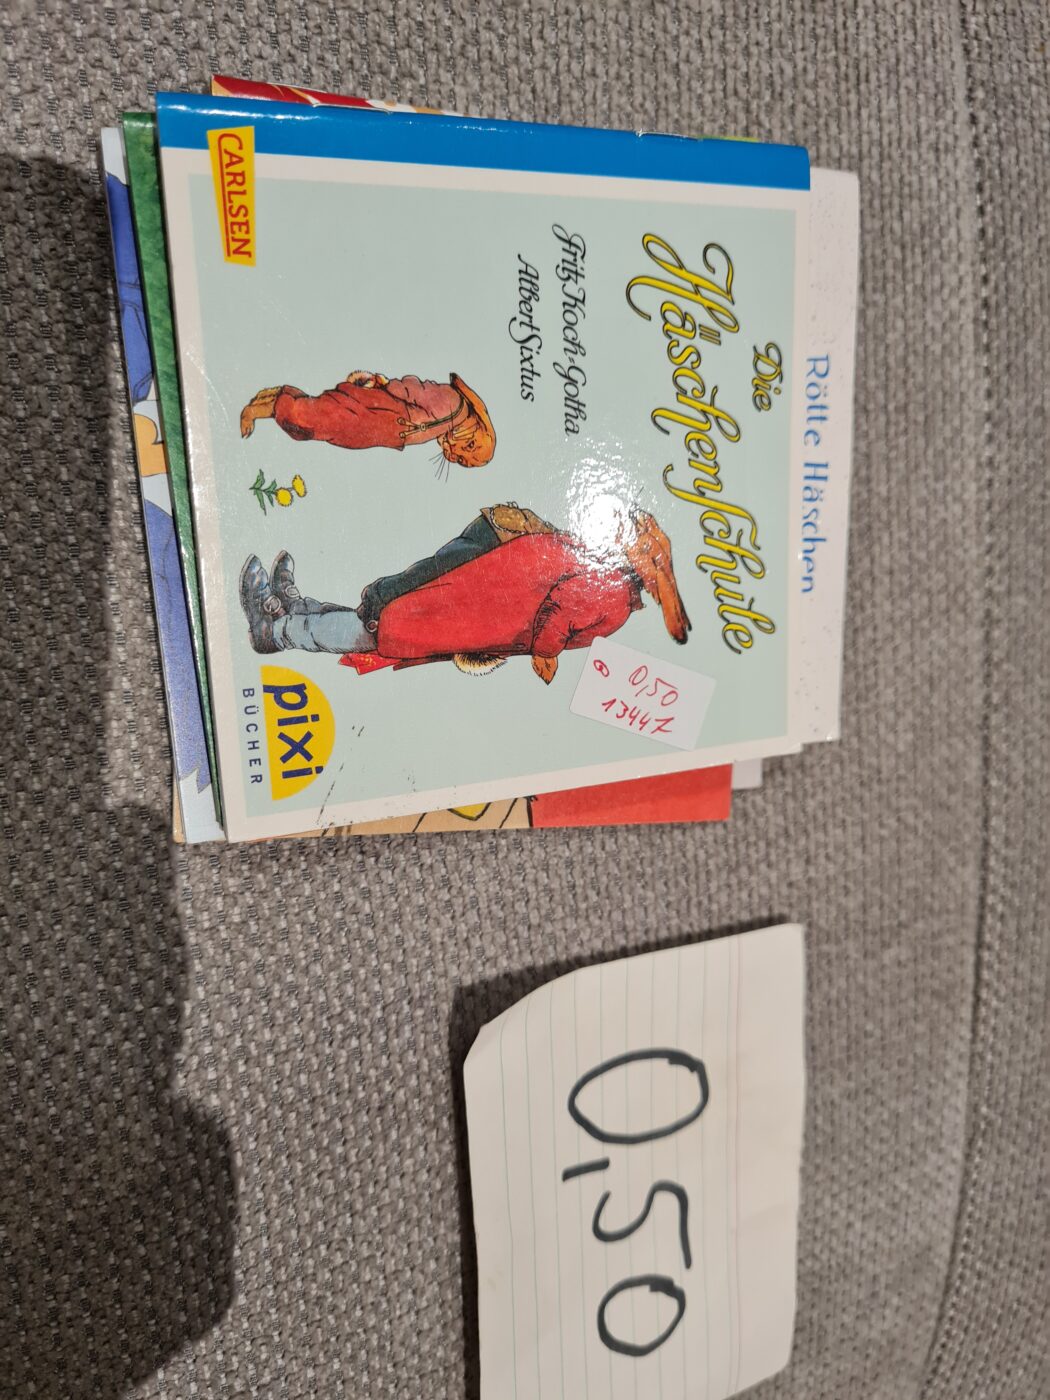 Rötte Häschen
Die
Häschenschule
Fritz Koch=Gotha
Albert Sixtus
CARLSEN
pixi
BÜCHER
0,50
13447
0,50